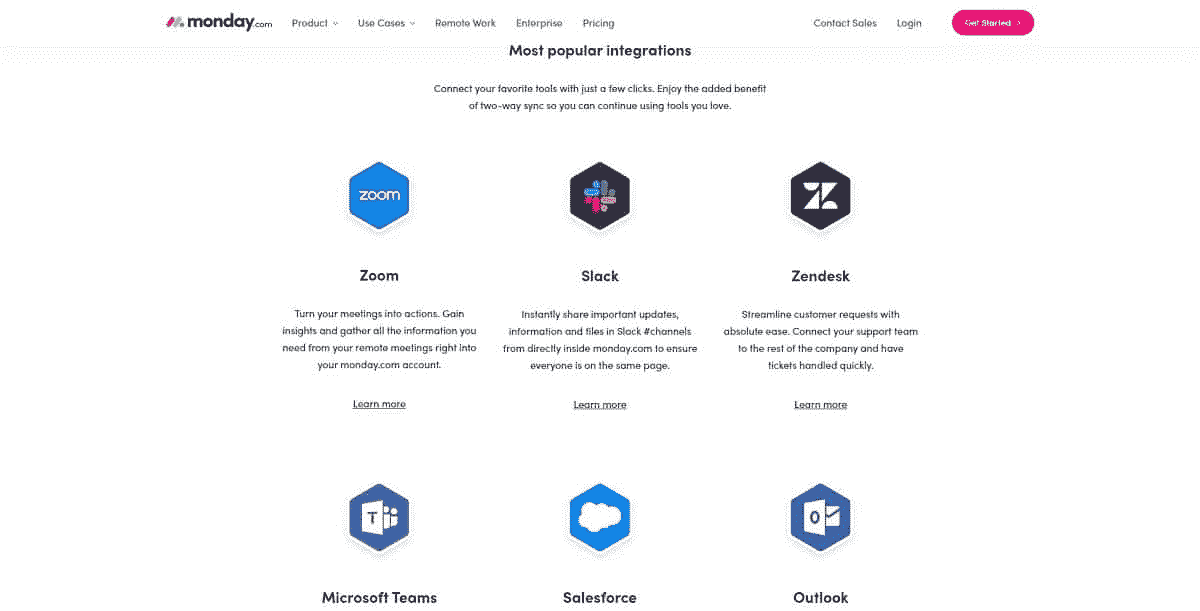 monday.com Product Use Cases Remote Work Enterprise Pricing Contact Sales Login Get Started
Most popular integrations
Connect your favorite tools with just a few clicks. Enjoy the added benefit
of two-way sync so you can continue using tools you love.
zoom
Zoom
Turn your meetings into actions. Gain
insights and gather all the information you
need from your remote meetings right into
your monday.com account.
Learn more
Slack
Instantly share important updates,
information and files in Slack #channels
from directly inside monday.com to ensure
everyone is on the same page.
Learn more
Zendesk
Streamline customer requests with
absolute ease. Connect your support team
to the rest of the company and have
tickets handled quickly.
Learn more
T
Microsoft Teams
Salesforce
O
Outlook